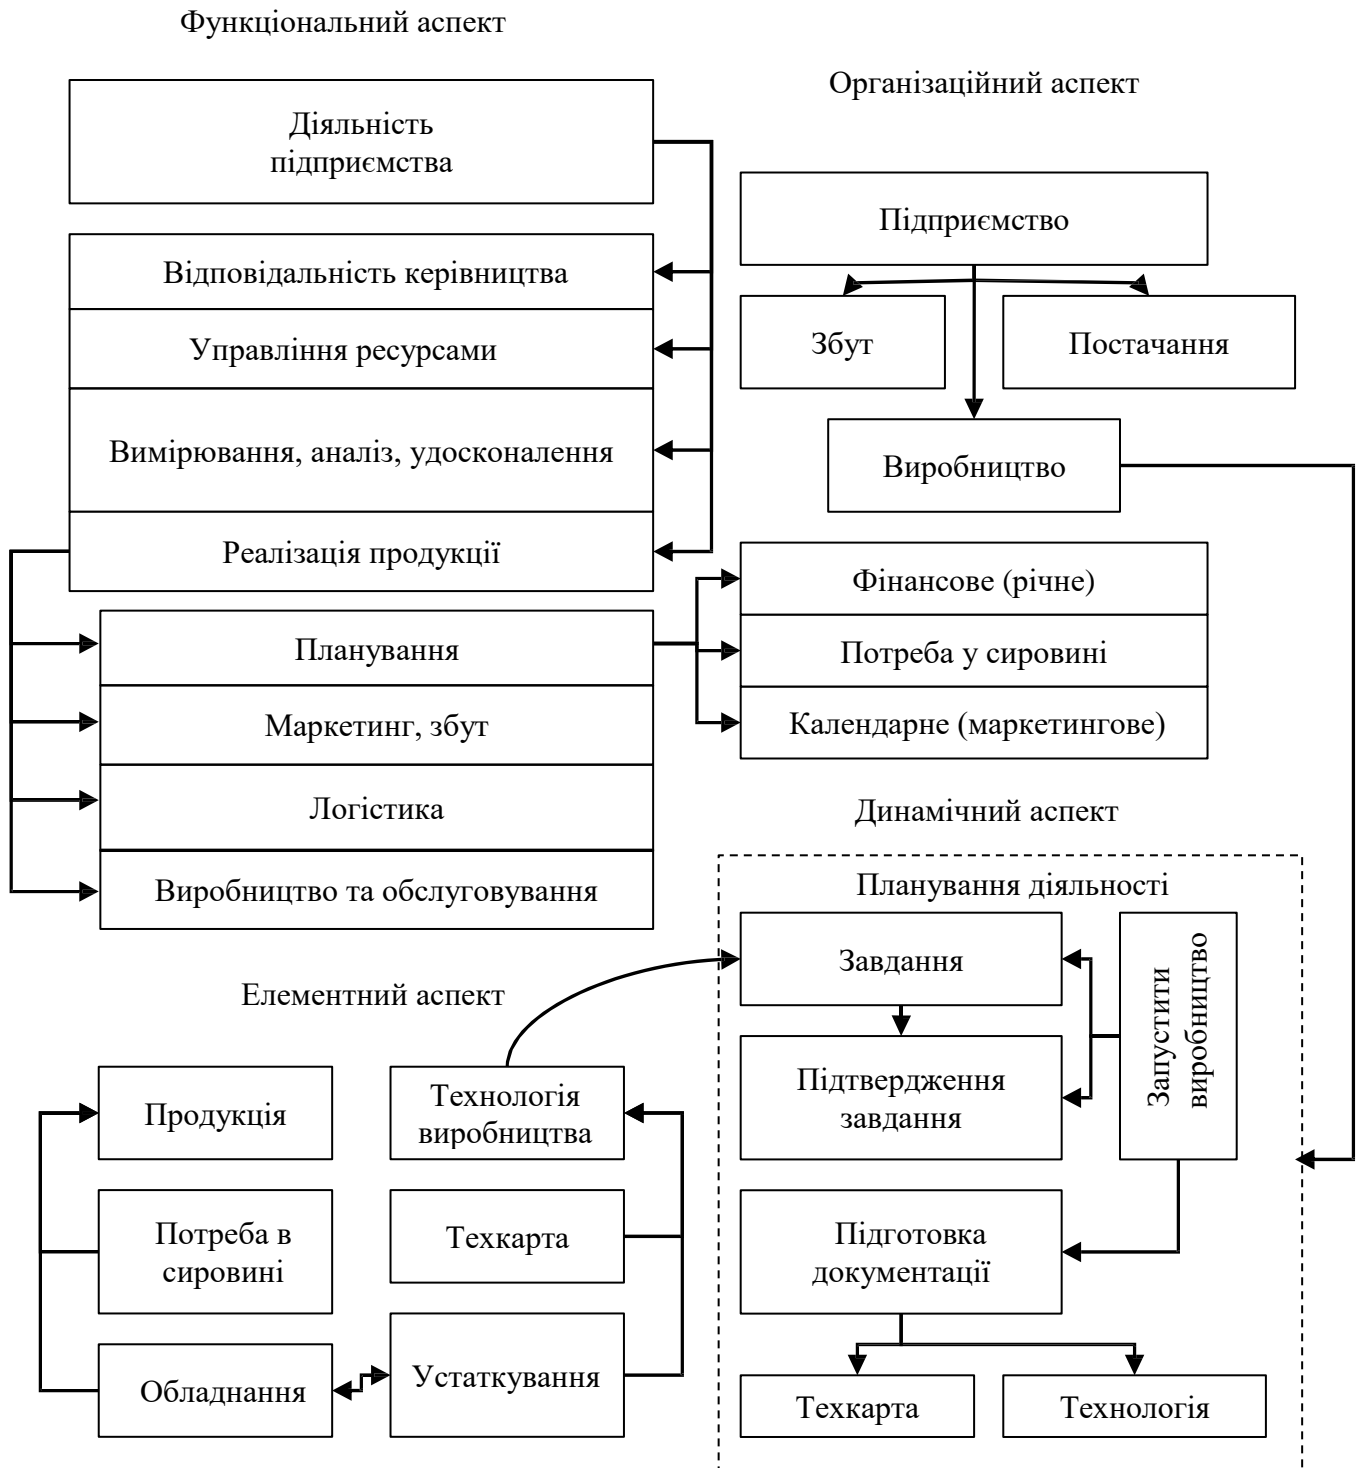 Функціональний аспект
Діяльність
підприємства
Відповідальність керівництва
Управління ресурсами
Вимірювання, аналіз, удосконалення
Реалізація продукції
Планування
Маркетинг, збут
Логістика
Виробництво та обслуговування
Організаційний аспект
Підприємство
Збут
Постачання
Виробництво
Фінансове (річне)
Потреба у сировині
Календарне (маркетингове)
Динамічний аспект
Планування діяльності
Завдання
Підтвердження
завдання
Запустити
виробництво
Підготовка
документації
Техкарта
Технологія
Елементний аспект
Продукція
Потреба в
сировині
Обладнання
Технологія
виробництва
Техкарта
Устаткування